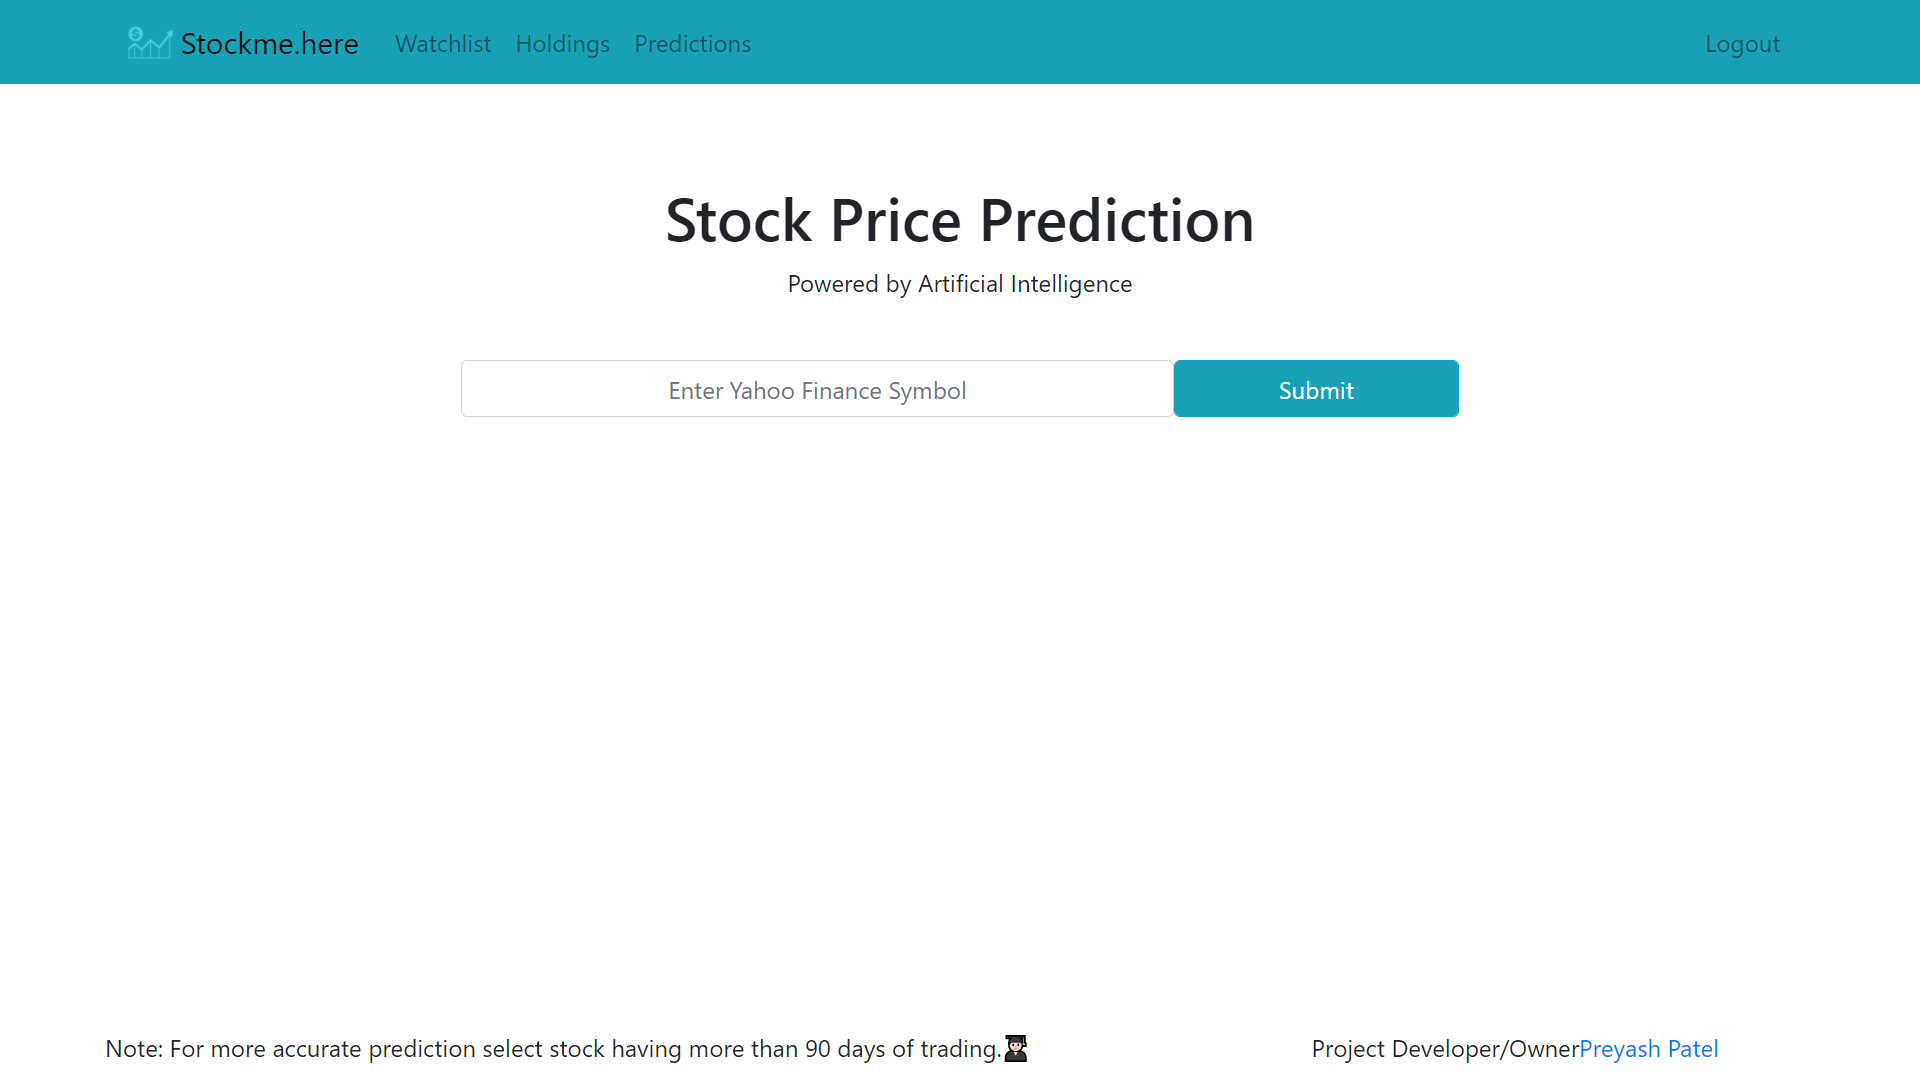 Stockme.here Watchlist Holdings Predictions Logout
Stock Price Prediction
Powered by Artificial Intelligence
Enter Yahoo Finance Symbol Submit
Note: For more accurate prediction select stock having more than 90 days of trading. Project Developer/OwnerPreyash Patel